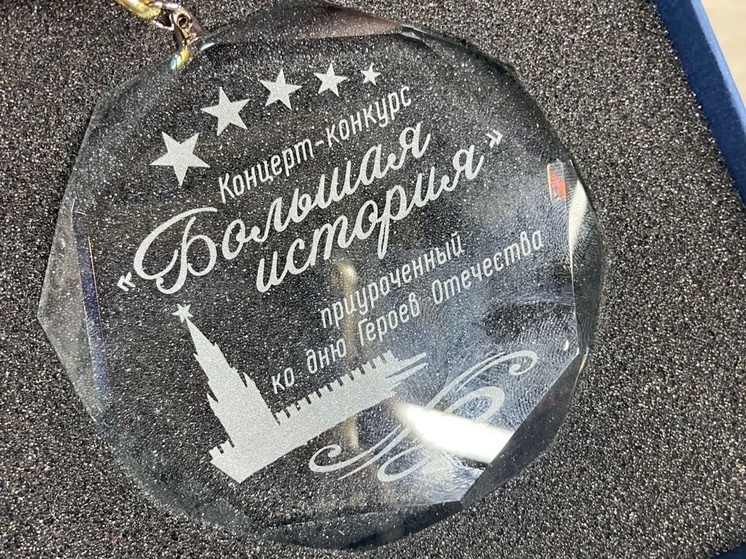 Концерт-конкурс
«Большая
история»
приуроченный
ко дню Героев Отечества